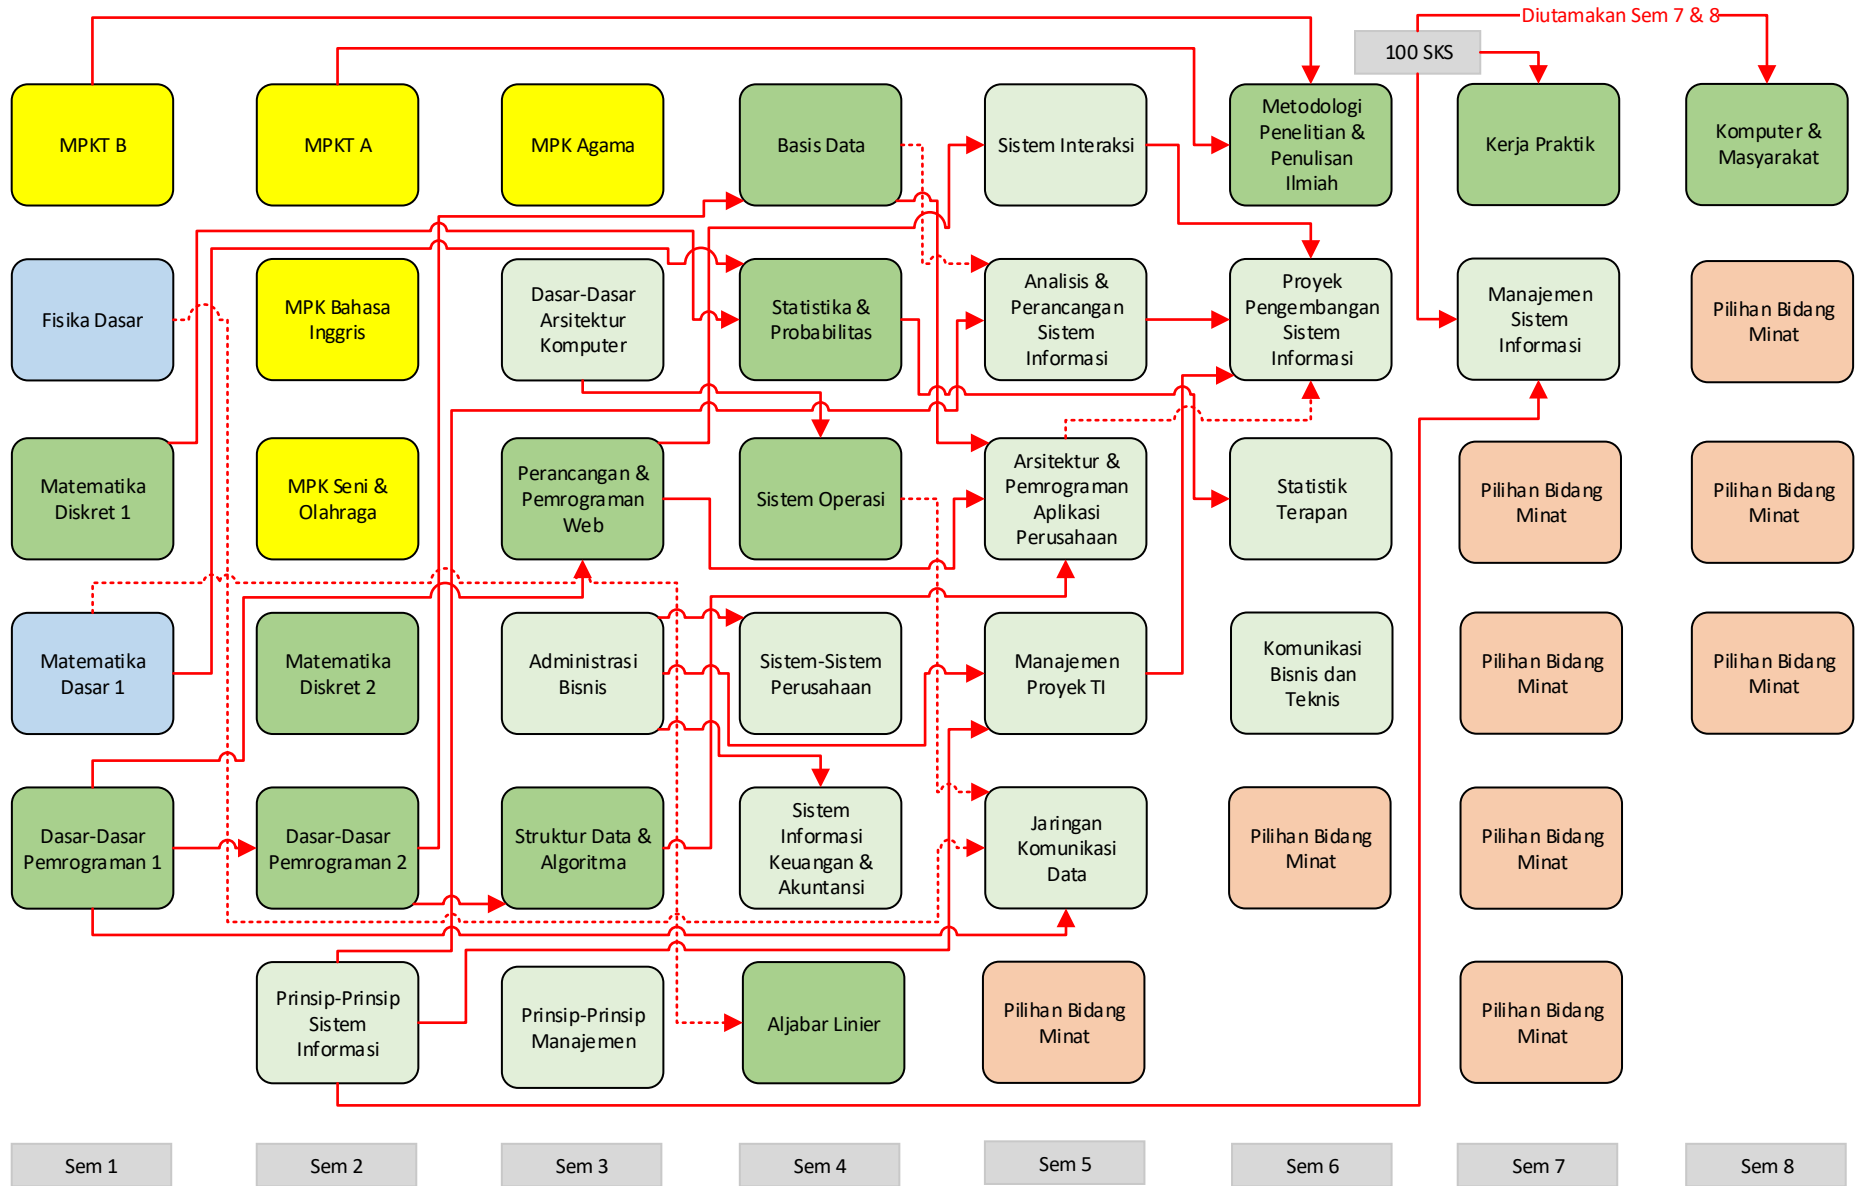 Diutamakan Sem 7 & 8
100 SKS
MPKT B
MPKT A
MPK Agama
Basis Data
Sistem Interaksi
Metodologi
Penelitian &
Penulisan
Ilmiah
Kerja Praktik
Komputer &
Masyarakat
Fisika Dasar
MPK Bahasa
Inggris
Dasar-Dasar
Arsitektur
Komputer
Statistika &
Probabilitas
Analisis &
Perancangan
Sistem
Informasi
Proyek
Pengembangan
Sistem
Informasi
Manajemen
Sistem
Informasi
Pilihan Bidang
Minat
Matematika
Diskret 1
MPK Seni &
Olahraga
Perancangan &
Pemrograman
Web
Sistem Operasi
Arsitektur &
Pemrograman
Aplikasi
Perusahaan
Statistik
Terapan
Pilihan Bidang
Minat
Pilihan Bidang
Minat
Matematika
Dasar 1
Matematika
Diskret 2
Administrasi
Bisnis
Sistem-Sistem
Perusahaan
Manajemen
Proyek TI
Komunikasi
Bisnis dan
Teknis
Pilihan Bidang
Minat
Pilihan Bidang
Minat
Dasar-Dasar
Pemrograman 1
Dasar-Dasar
Pemrograman 2
Struktur Data &
Algoritma
Sistem
Informasi
Keuangan &
Akuntansi
Jaringan
Komunikasi
Data
Pilihan Bidang
Minat
Pilihan Bidang
Minat
Prinsip-Prinsip
Sistem
Informasi
Prinsip-Prinsip
Manajemen
Aljabar Linier
Pilihan Bidang
Minat
Pilihan Bidang
Minat
Sem 1
Sem 2
Sem 3
Sem 4
Sem 5
Sem 6
Sem 7
Sem 8